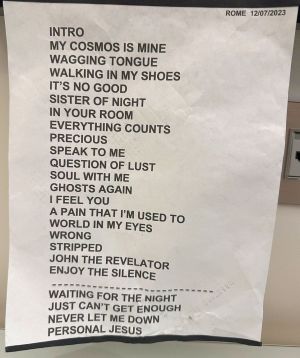 ROME 12/07/2023
INTRO
MY COSMOS IS MINE
WAGGING TONGUE
WALKING IN MY SHOES
IT'S NO GOOD
SISTER OF NIGHT
IN YOUR ROOM
EVERYTHING COUNTS
PRECIOUS
SPEAK TO ME
QUESTION OF LUST
SOUL WITH ME
GHOSTS AGAIN
I FEEL YOU
A PAIN THAT I'M USED TO
WORLD IN MY EYES
WRONG
STRIPPED
JOHN THE REVELATOR
ENJOY THE SILENCE
WAITING FOR THE NIGHT
JUST CAN'T GET ENOUGH
NEVER LET ME DOWN
PERSONAL JESUS